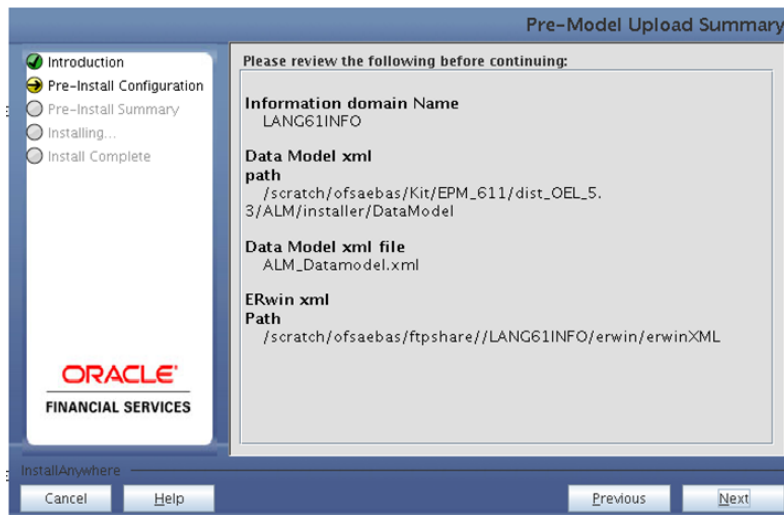 Pre-Model Upload Summary
Introduction
Pre-Install Configuration
Pre-Install Summary
Installing...
Install Complete
ORACLE'
FINANCIAL SERVICES
Please review the following before continuing:
Information domain Name
LANG61INFO
Data Model xml
path
/scratch/ofsaebas/Kit/EPM_611/dist_OEL_5.
3/ALM/installer/DataModel
Data Model xml file
ALM_Datamodel.xml
ERwin xml
Path
/scratch/ofsaebas/ftpshare//LANG61INFO/erwin/erwinXML
InstallAnywhere
Cancel
Help
Previous
Next